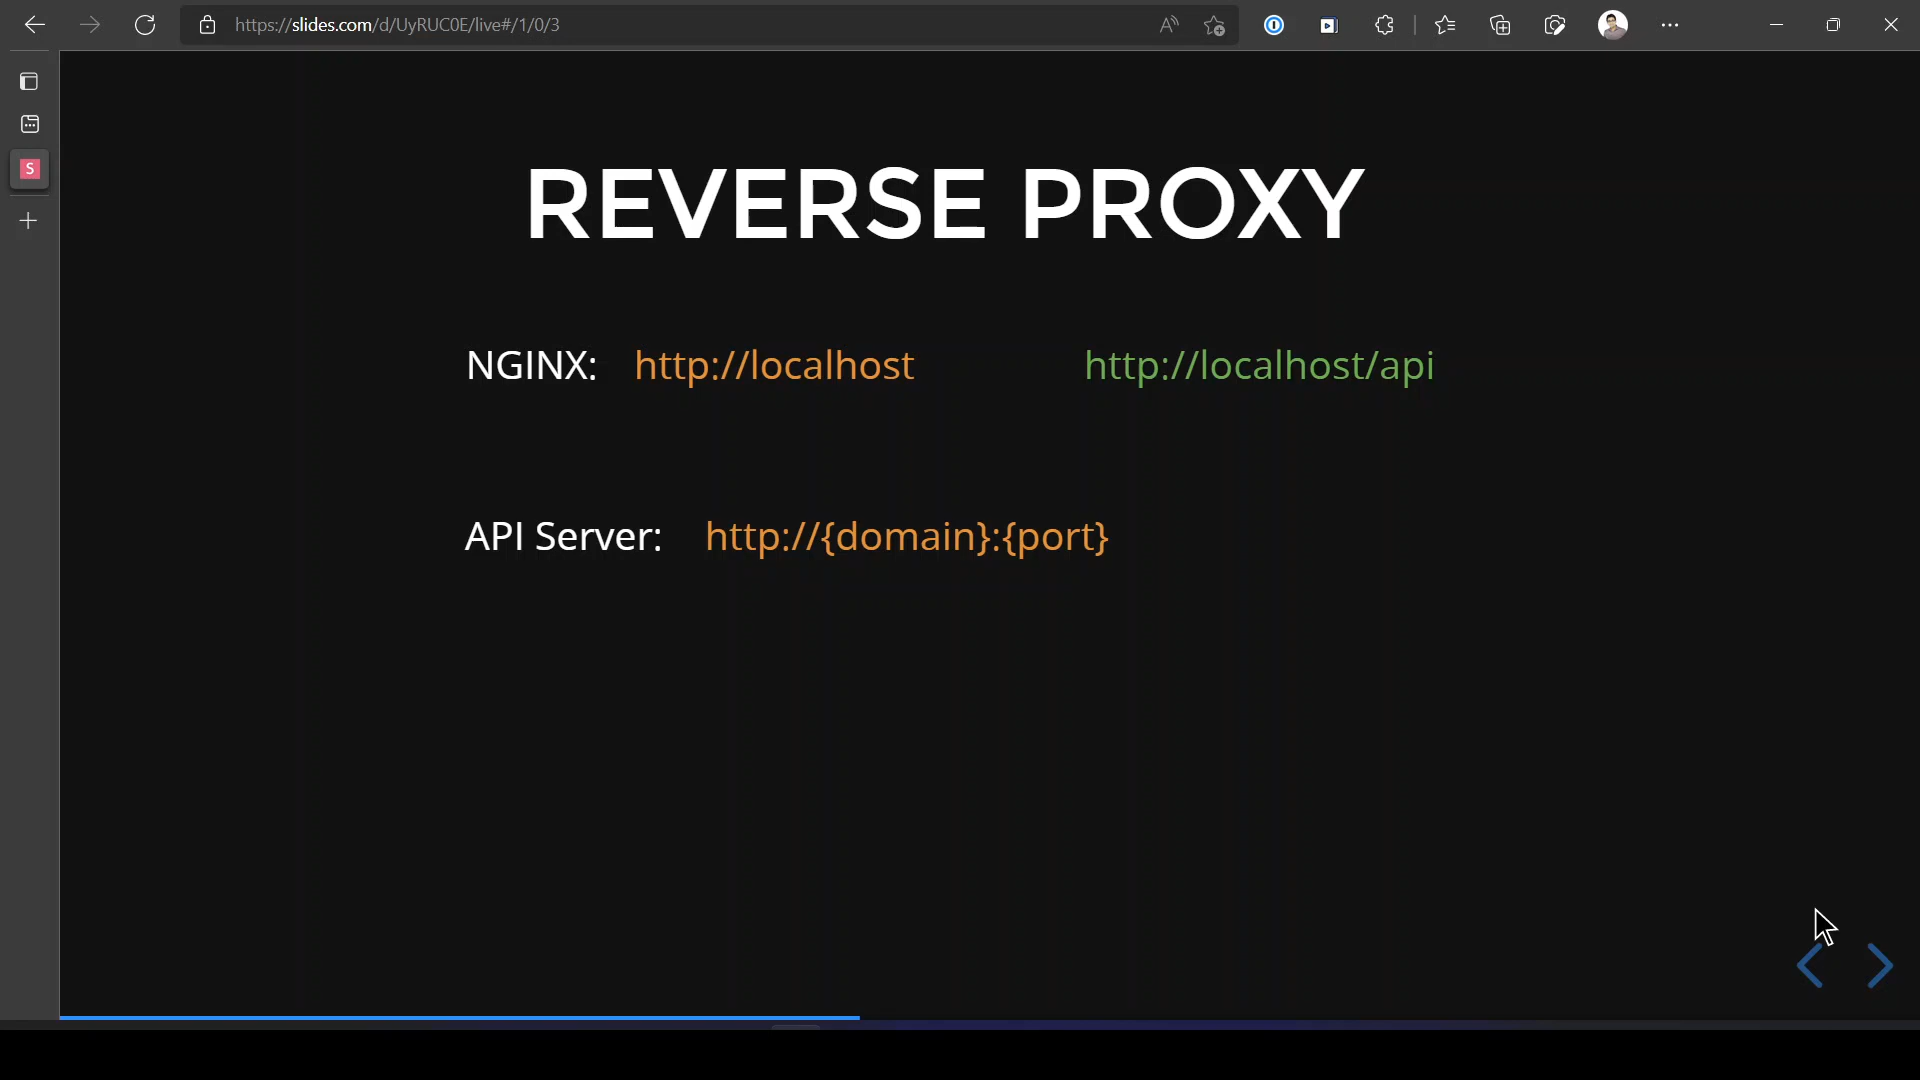 https://slides.com/d/UyRUC0E/live#/1/0/3
S
REVERSE PROXY
NGINX: http://localhost http://localhost/api
API Server: http://{domain}:{port}